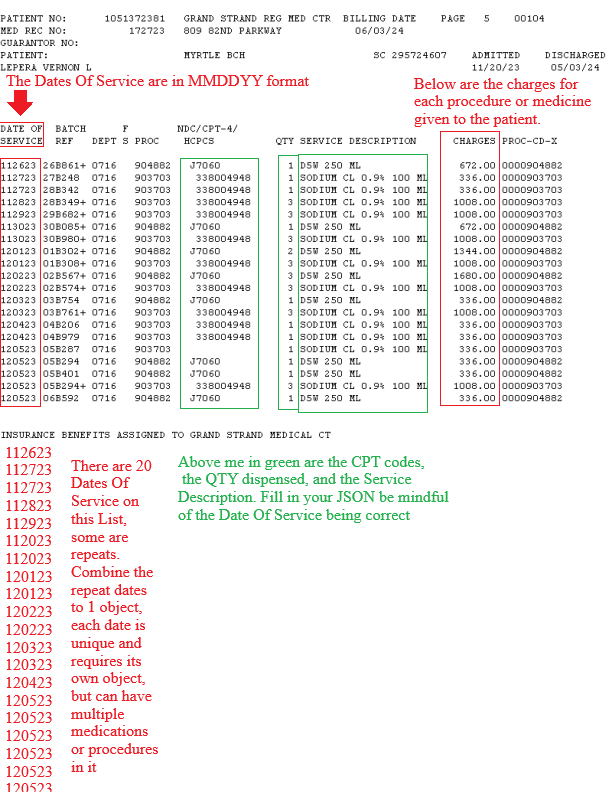 PATIENT NO: 1051372381 GRAND STRAND REG MED CTR BILLING DATE PAGE 5 00104
MED REC NO: 172723 809 82ND PARKWAY 06/03/24
GUARANTOR NO:
PATIENT: MYRTLE BCH SC 295724607 ADMITTED DISCHARGED
LEPERA VERNON L 11/20/23 05/04/24
The Dates Of Service are in MMDDYY format
Below are the charges for
each procedure or medicine
given to the patient.
DATE OF BATCH F NDC/CPT-4/
SERVICE REF DEPT S PROC HCPCS QTY SERVICE DESCRIPTION CHARGES PROC-CD-X
112623 26B861+ 0716 904882 J7060 1 D5W 250 ML 672.00 0000904882
112723 27B248 0716 903703 338004948 1 SODIUM CL 0.9% 100 ML 336.00 0000903703
112723 28B342 0716 903703 338004948 1 SODIUM CL 0.9% 100 ML 336.00 0000903703
112823 28B349+ 0716 903703 338004948 3 SODIUM CL 0.9% 100 ML 1008.00 0000903703
112923 29B682+ 0716 903703 338004948 3 SODIUM CL 0.9% 100 ML 1008.00 0000903703
113023 30B085+ 0716 904882 J7060 1 D5W 250 ML 672.00 0000904882
113023 30B980+ 0716 903703 338004948 3 SODIUM CL 0.9% 100 ML 1008.00 0000903703
120123 01B302+ 0716 904882 J7060 2 D5W 250 ML 1344.00 0000904882
120123 01B308+ 0716 903703 338004948 3 SODIUM CL 0.9% 100 ML 1008.00 0000903703
120223 02B567+ 0716 904882 J7060 3 D5W 250 ML 1680.00 0000904882
120223 02B574+ 0716 903703 338004948 3 SODIUM CL 0.9% 100 ML 1008.00 0000903703
120323 03B754 0716 904882 J7060 1 D5W 250 ML 336.00 0000904882
120323 03B761+ 0716 903703 338004948 3 SODIUM CL 0.9% 100 ML 1008.00 0000903703
120423 04B206 0716 903703 338004948 1 SODIUM CL 0.9% 100 ML 336.00 0000903703
120423 04B979 0716 903703 338004948 1 SODIUM CL 0.9% 100 ML 336.00 0000903703
120523 05B287 0716 903703 1 SODIUM CL 0.9% 100 ML 336.00 0000903703
120523 05B294 0716 904882 J7060 1 D5W 250 ML 336.00 0000904882
120523 05B401 0716 904882 J7060 1 D5W 250 ML 336.00 0000904882
120523 05B294+ 0716 903703 338004948 3 SODIUM CL 0.9% 100 ML 1008.00 0000903703
120523 06B592 0716 904882 J7060 1 D5W 250 ML 336.00 0000904882
INSURANCE BENEFITS ASSIGNED TO GRAND STRAND MEDICAL CT
112623
112723
112723
112823
112923
113023
112023
120123
120123
120223
120223
120323
120323
120423
120523
120523
120523
120523
120523
120523
There are 20
Dates Of
Service on
this List,
some are
repeats.
Combine the
repeat dates
to 1 object,
each date is
unique and
requires its
own object,
but can have
multiple
medications
or procedures
in it
Above me in green are the CPT codes,
the QTY dispensed, and the Service
Description. Fill in your JSON be mindful
of the Date Of Service being correct